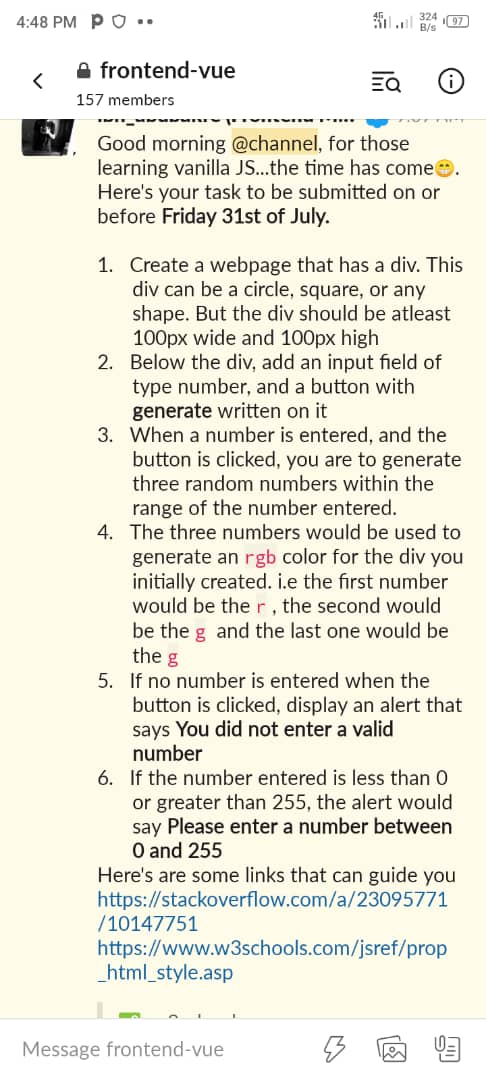 4:48 PM P
4G 324 B/s 97
frontend-vue
157 members
Good morning @channel, for those
learning vanilla JS...the time has come😁.
Here's your task to be submitted on or
before Friday 31st of July.
1. Create a webpage that has a div. This
div can be a circle, square, or any
shape. But the div should be atleast
100px wide and 100px high
2. Below the div, add an input field of
type number, and a button with
generate written on it
3. When a number is entered, and the
button is clicked, you are to generate
three random numbers within the
range of the number entered.
4. The three numbers would be used to
generate an rgb color for the div you
initially created. i.e the first number
would be the r , the second would
be the g and the last one would be
the g
5. If no number is entered when the
button is clicked, display an alert that
says You did not enter a valid
number
6. If the number entered is less than 0
or greater than 255, the alert would
say Please enter a number between
0 and 255
Here's are some links that can guide you
https://stackoverflow.com/a/23095771
/10147751
https://www.w3schools.com/jsref/prop
_html_style.asp
Message frontend-vue